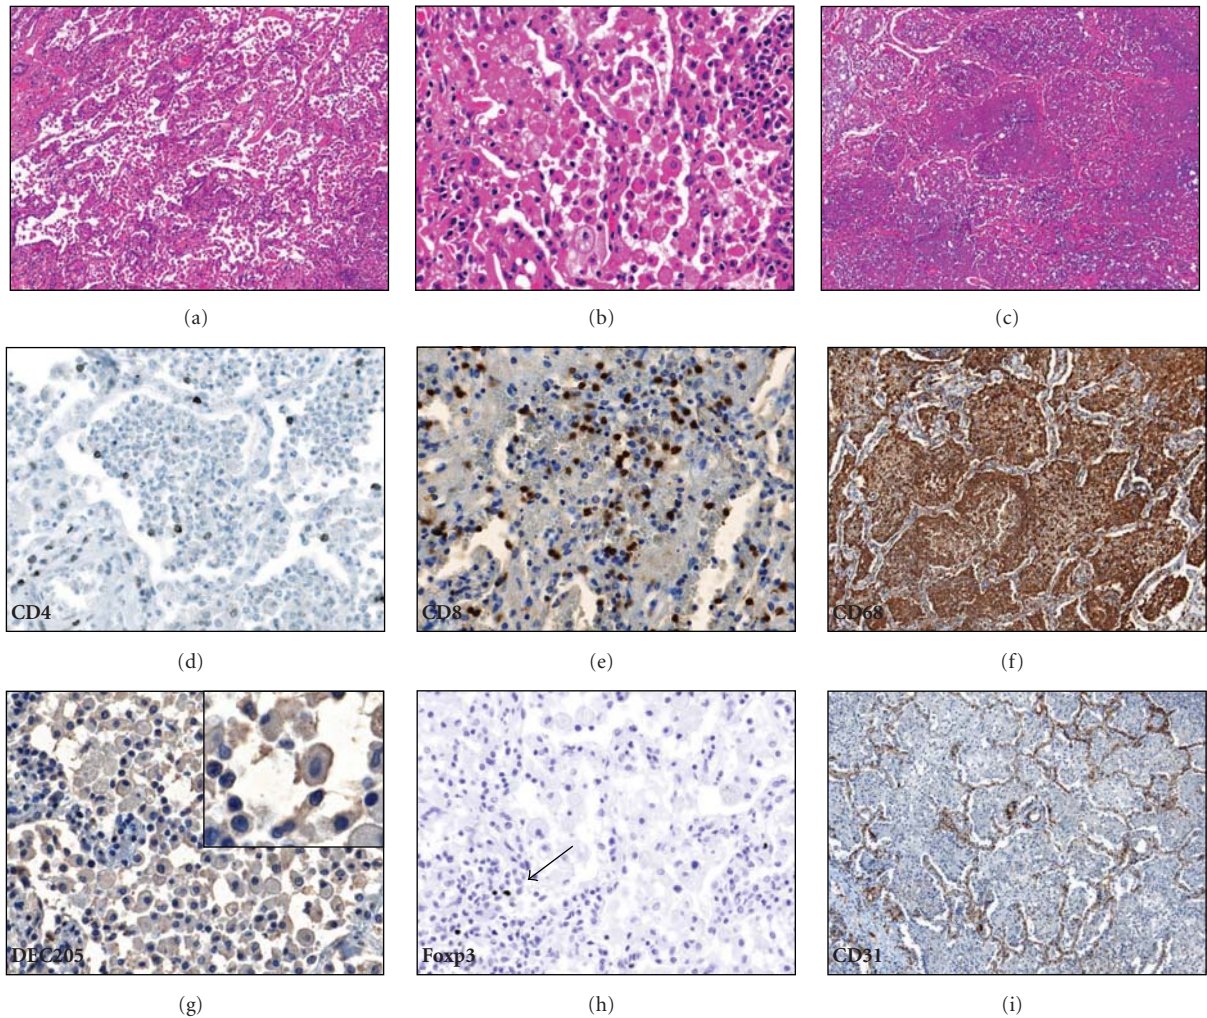 (a)
(b)
(c)
CD4
CD8
CD68
(d)
(e)
(f)
DEC205
Foxp3
CD31
(g)
(h)
(i)